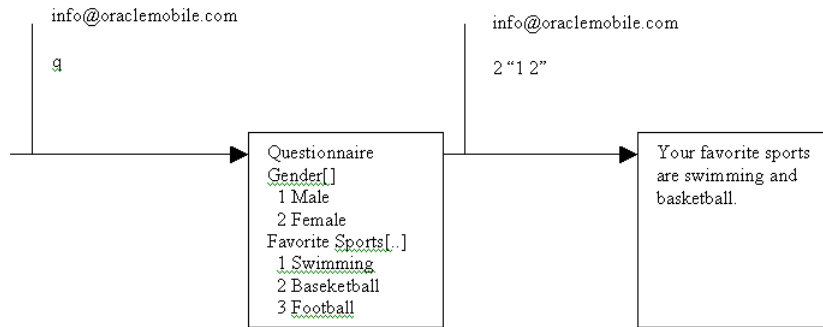 info@oraclemobile.com
q
Questionnaire
Gender[]
1 Male
2 Female
Favorite Sports[..]
1 Swimming
2 Baseketball
3 Football
info@oraclemobile.com
2 “1 2”
Your favorite sports
are swimming and
basketball.